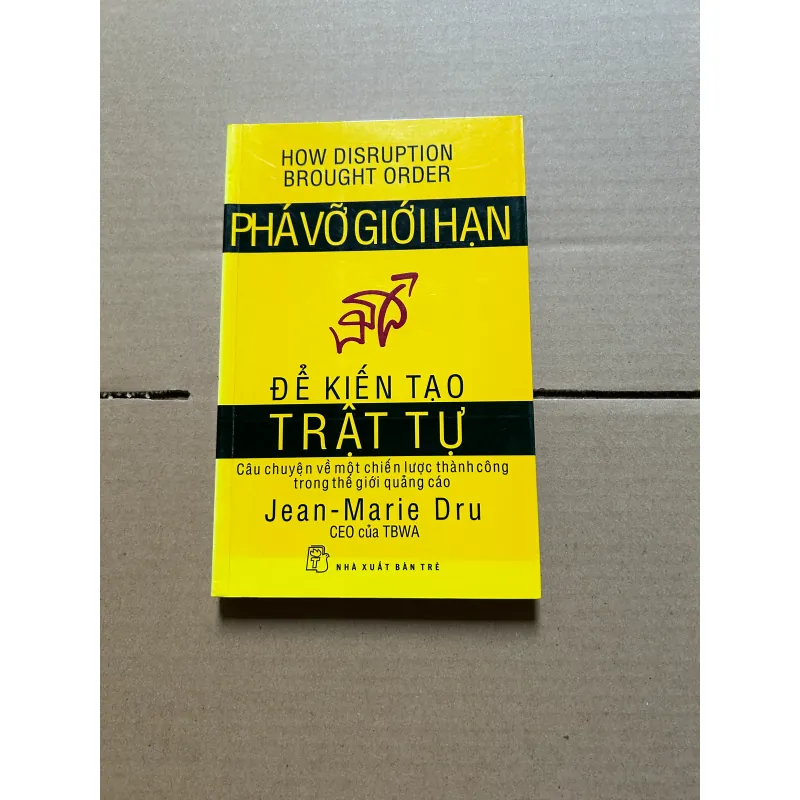 HOW DISRUPTION
BROUGHT ORDER
PHÁ VỠ GIỚI HẠN
ĐỂ KIẾN TẠO
TRẬT TỰ
Câu chuyện về một chiến lược thành công
trong thế giới quảng cáo
Jean-Marie Dru
CEO của TBWA
NHÀ XUẤT BẢN TRẺ